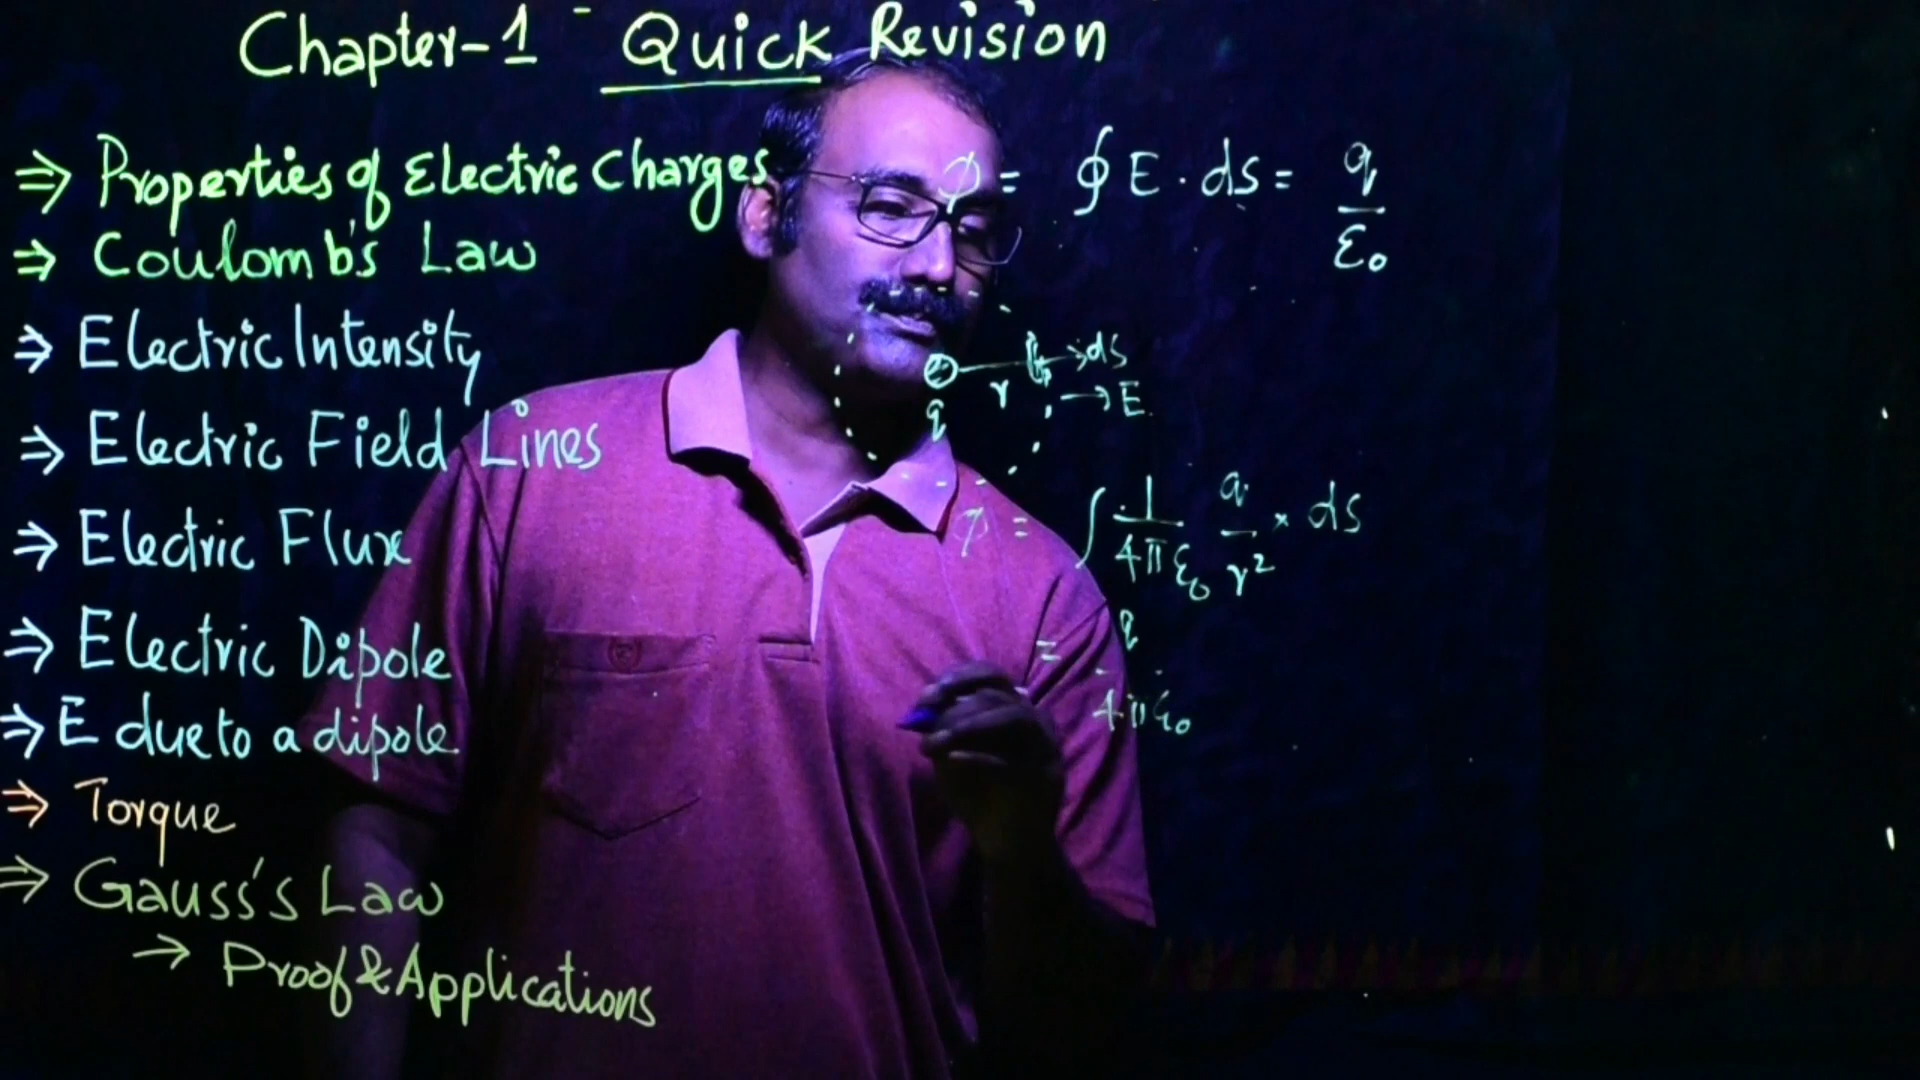 Chapter-1 Quick Revision
⇒ Properties of Electric Charges
⇒ Coulomb's Law
⇒ Electric Intensity
⇒ Electric Field Lines
⇒ Electric Flux
⇒ Electric Dipole
⇒ E due to a dipole
⇒ Torque
⇒ Gauss's Law
→ Proof & Applications
φ = ∮ E · ds = q/ε₀
→ ds
r
→ E
q
φ = ∫ 1/4πε₀ q/r² × ds
= q/4πε₀